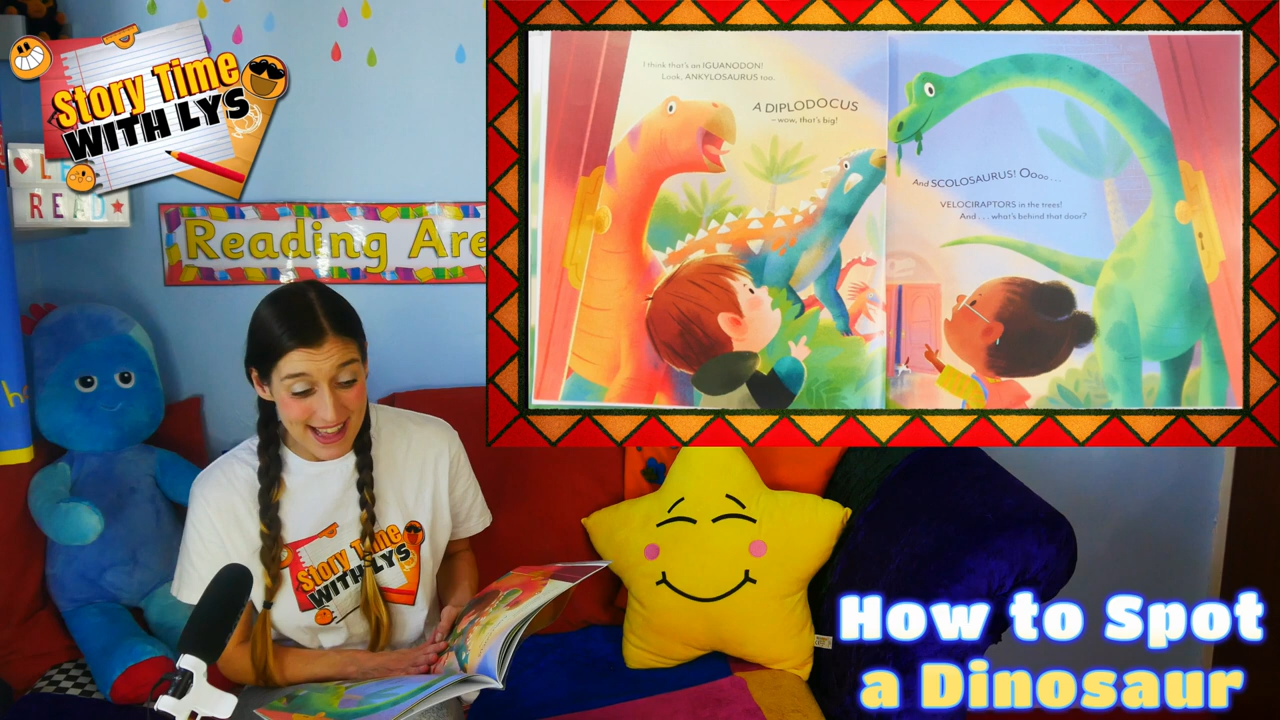 Story Time
WITH LYS
LE
READ
Reading Are
I think that's an IGUANODON!
Look, ANKYLOSAURUS too.
A DIPLODOCUS
– wow, that's big!
And SCOLOSAURUS! Oooo . . .
VELOCIRAPTORS in the trees!
And . . . what's behind that door?
Story Time
WITH LYS
How to Spot
a Dinosaur